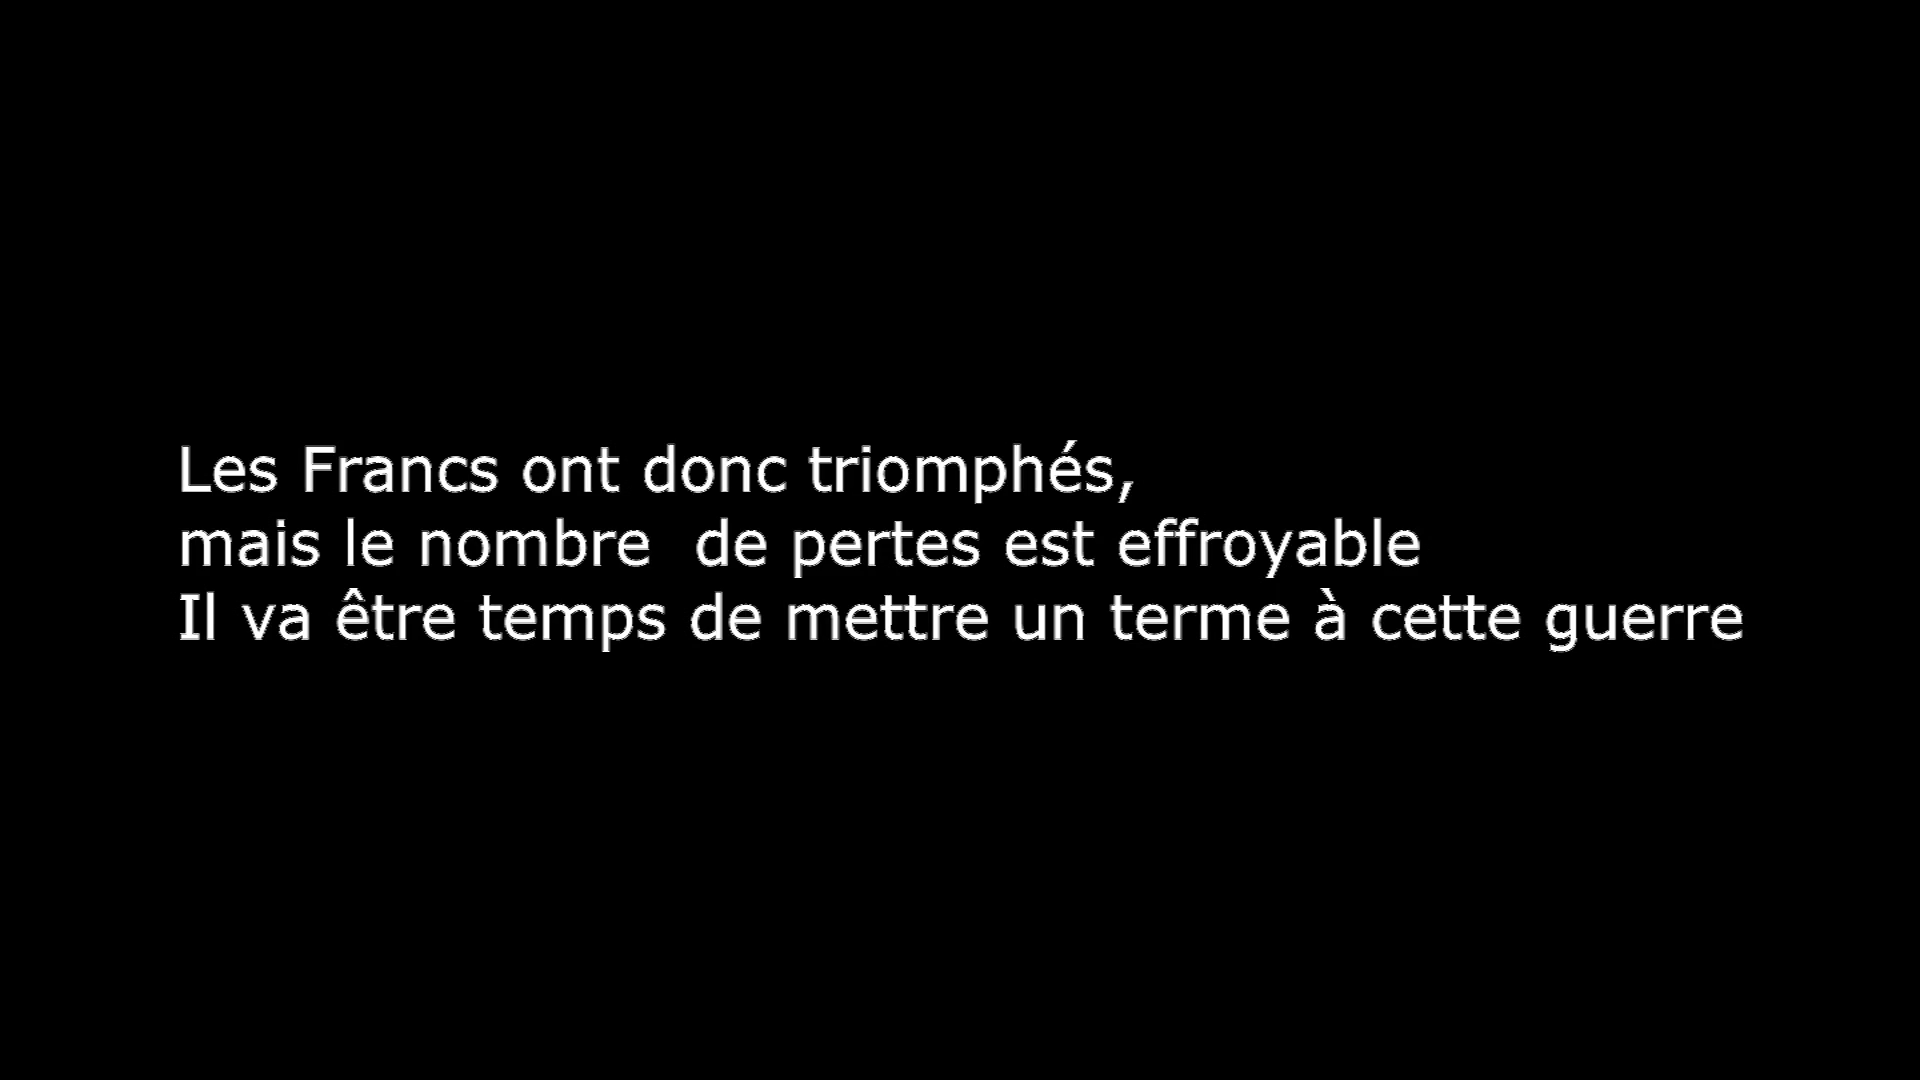 Les Francs ont donc triomphés,
mais le nombre  de pertes est effroyable
Il va être temps de mettre un terme à cette guerre